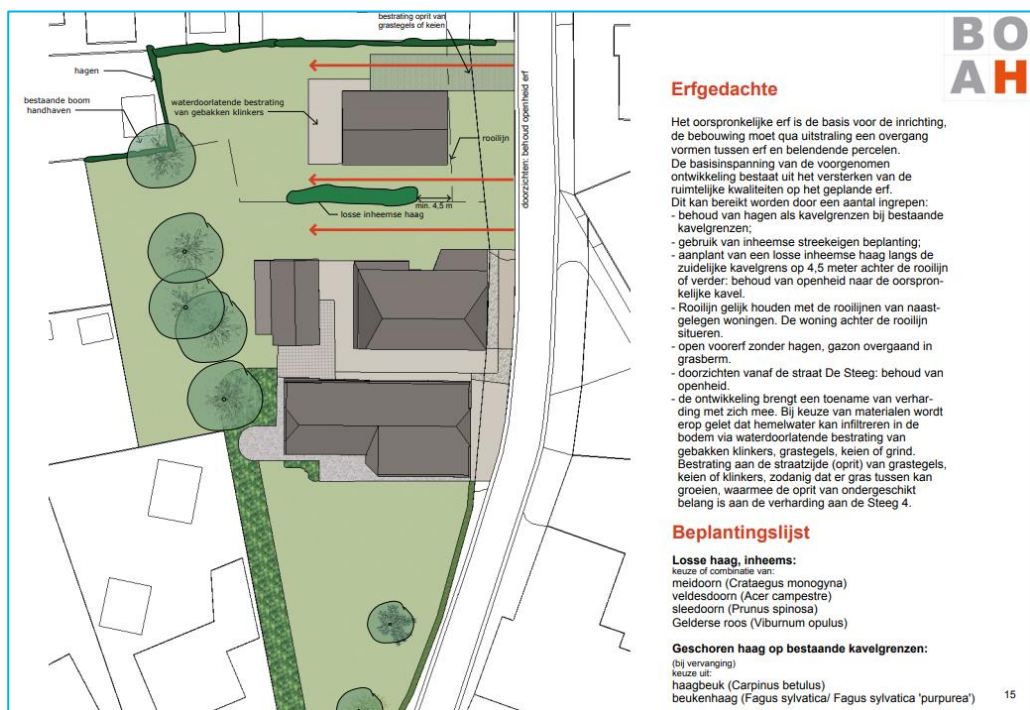 bestrating oprit van
grastegels of keien
hagen
bestaande boom
handhaven
waterdoorlatende bestrating
van gebakken klinkers
rooilijn
doorzichten: behoud openheid erf
min. 4,5 m
losse inheemse haag
BO
AH
Erfgedachte
Het oorspronkelijke erf is de basis voor de inrichting,
de bebouwing moet qua uitstraling een overgang
vormen tussen erf en belendende percelen.
De basisinspanning van de voorgenomen
ontwikkeling bestaat uit het versterken van de
ruimtelijke kwaliteiten op het geplande erf.
Dit kan bereikt worden door een aantal ingrepen:
- behoud van hagen als kavelgrenzen bij bestaande
kavelgrenzen;
- gebruik van inheemse streekeigen beplanting;
- aanplant van een losse inheemse haag langs de
zuidelijke kavelgrens op 4,5 meter achter de rooilijn
of verder: behoud van openheid naar de oorspron-
kelijke kavel.
- Rooilijn gelijk houden met de rooilijnen van naast-
gelegen woningen. De woning achter de rooilijn
situeren.
- open voorerf zonder hagen, gazon overgaand in
grasberm.
- doorzichten vanaf de straat De Steeg: behoud van
openheid.
- de ontwikkeling brengt een toename van verhar-
ding met zich mee. Bij keuze van materialen wordt
erop gelet dat hemelwater kan infiltreren in de
bodem via waterdoorlatende bestrating van
gebakken klinkers, grastegels, keien of grind.
Bestrating aan de straatzijde (oprit) van grastegels,
keien of klinkers, zodanig dat er gras tussen kan
groeien, waarmee de oprit van ondergeschikt
belang is aan de verharding aan de Steeg 4.
Beplantingslijst
Losse haag, inheems:
keuze of combinatie van:
meidoorn (Crataegus monogyna)
veldesdoorn (Acer campestre)
sleedoorn (Prunus spinosa)
Gelderse roos (Viburnum opulus)
Geschoren haag op bestaande kavelgrenzen:
(bij vervanging)
keuze uit:
haagbeuk (Carpinus betulus)
beukenhaag (Fagus sylvatica/ Fagus sylvatica 'purpurea')
15